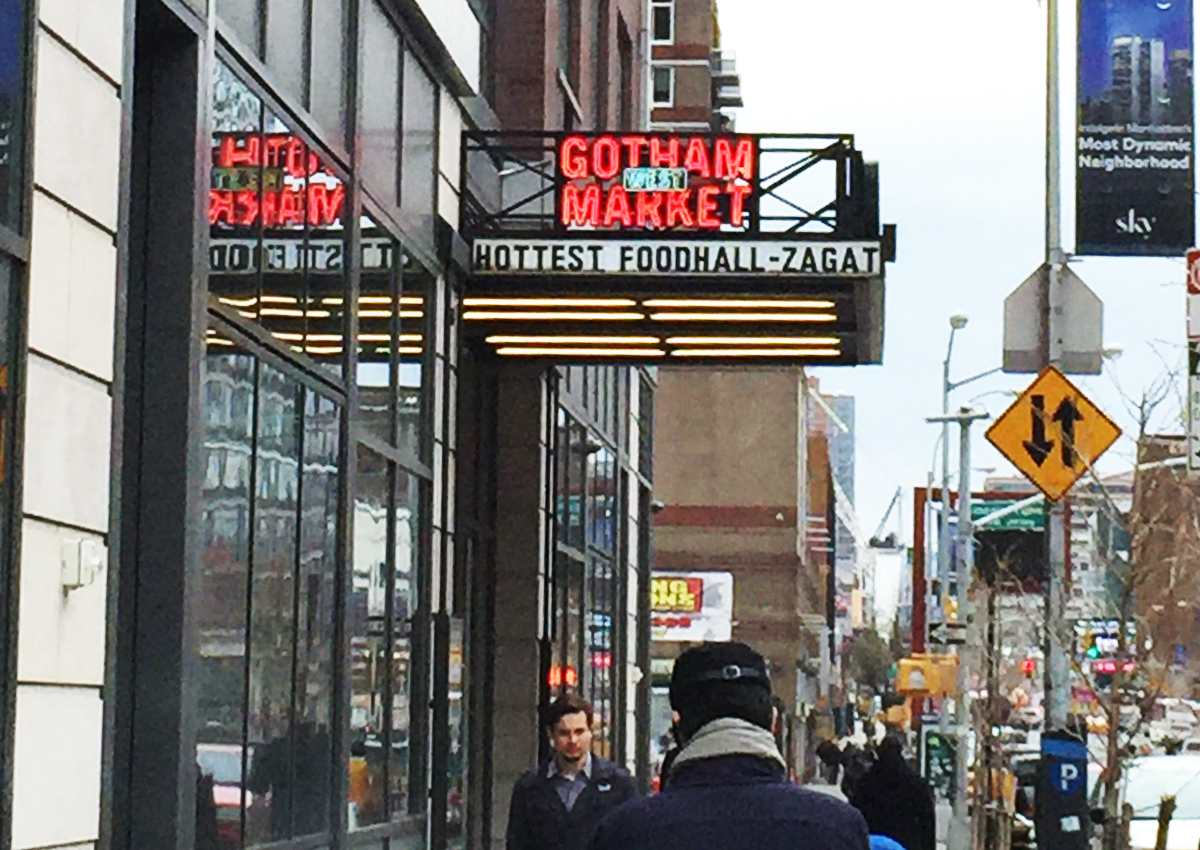 GOTHAM
WEST
MARKET
HOTTEST FOODHALL-ZAGAT
Most Dynamic
Neighborhood
sky
P